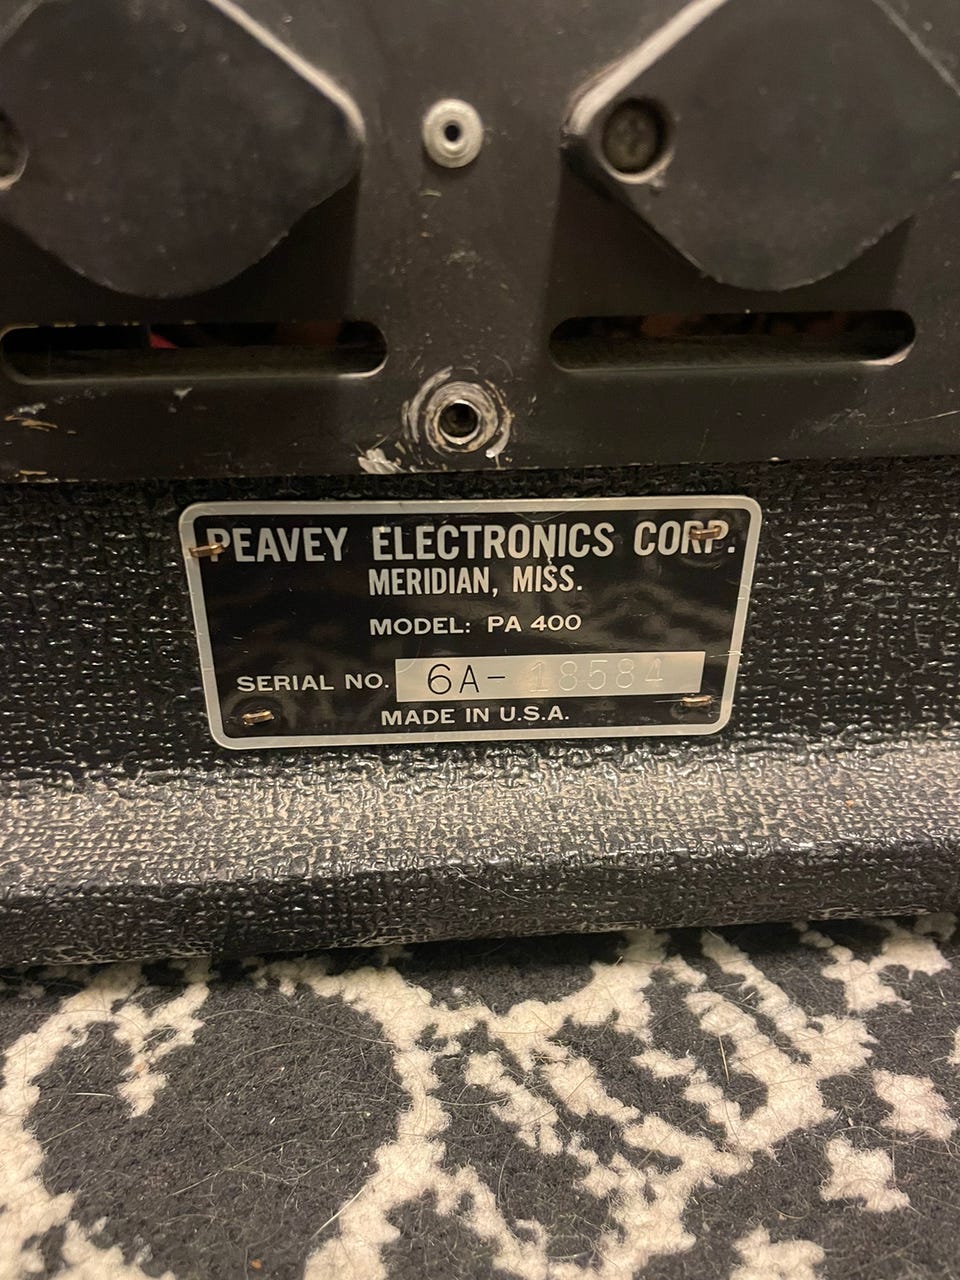 PEAVEY ELECTRONICS CORP.
MERIDIAN, MISS.
MODEL: PA 400
SERIAL NO. 6A-18584
MADE IN U.S.A.